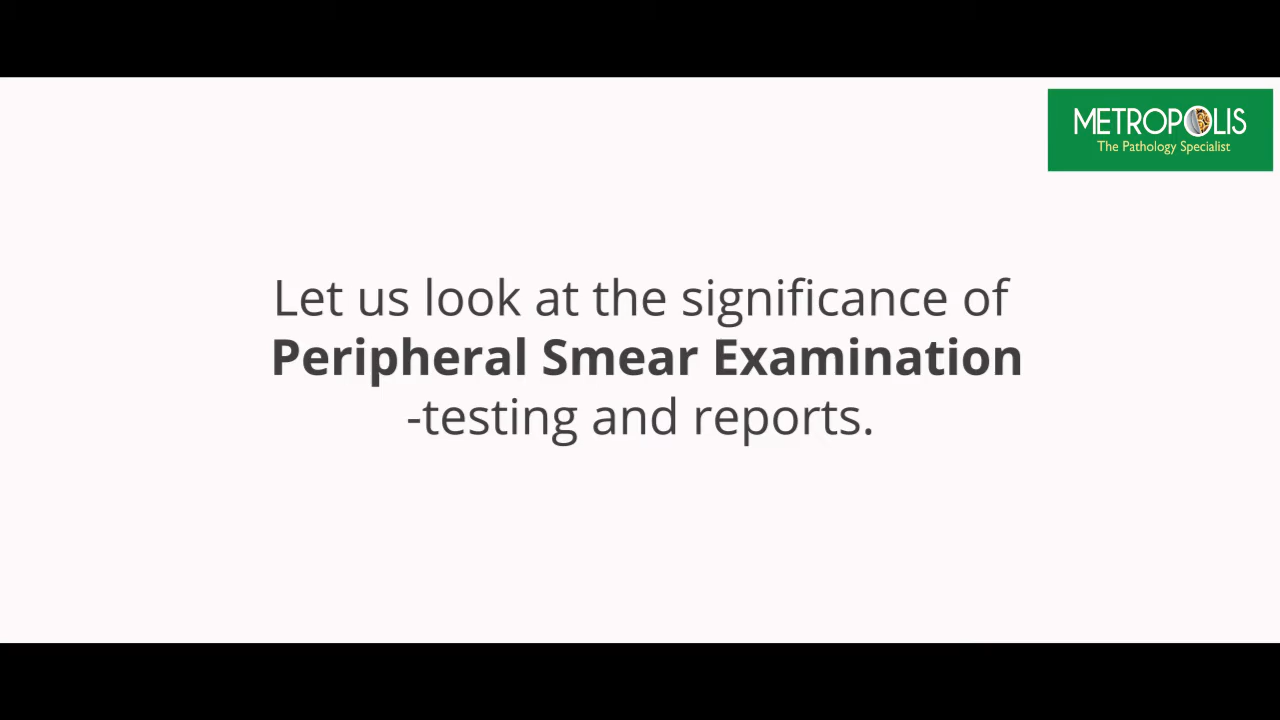 METROPOLIS
The Pathology Specialist
Let us look at the significance of
Peripheral Smear Examination
-testing and reports.